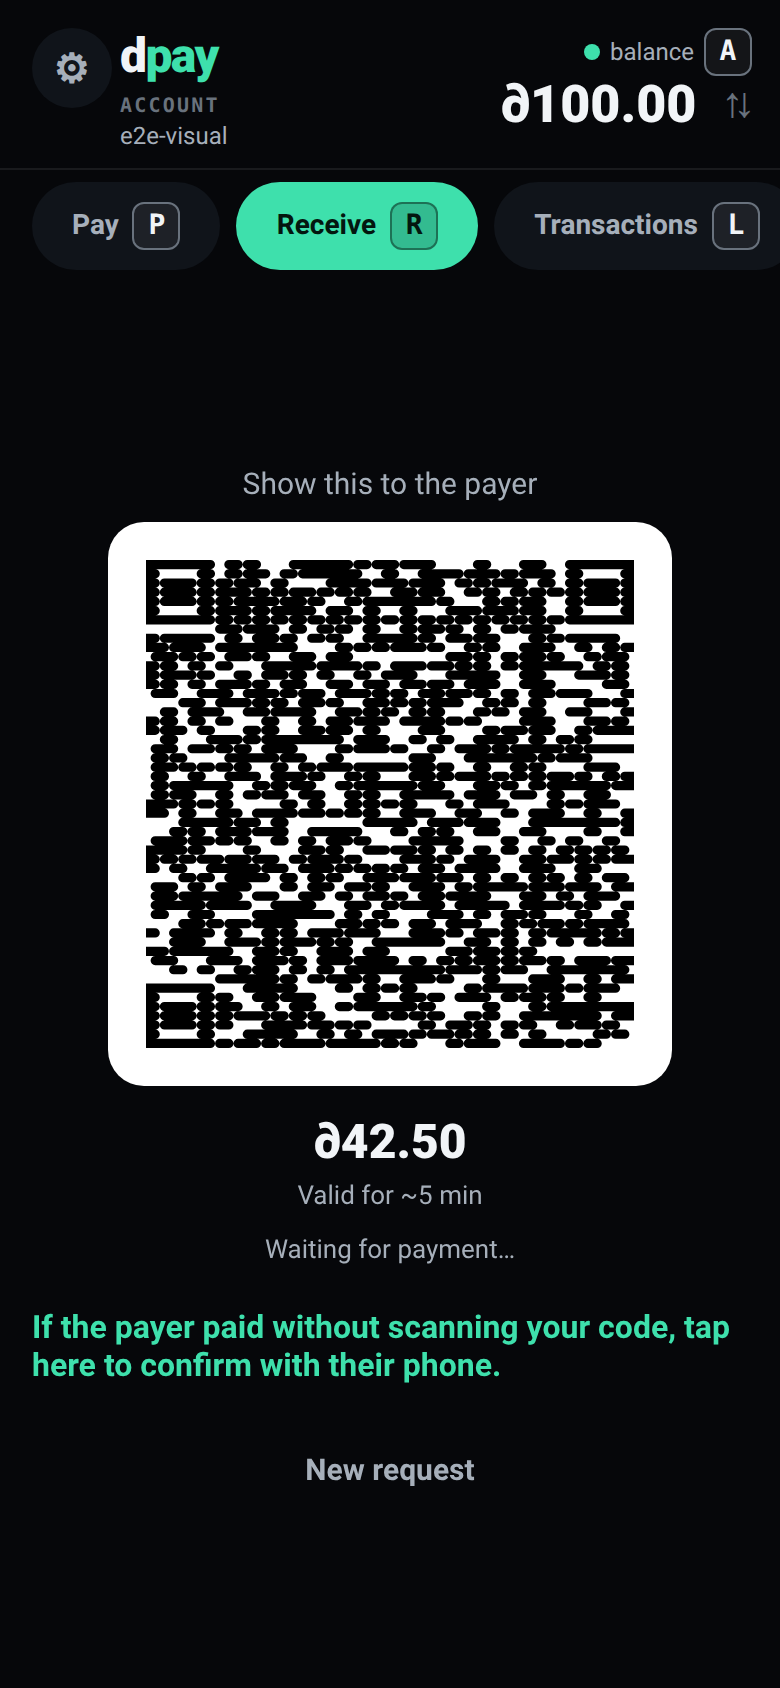 dpay
ACCOUNT
e2e-visual
balance A
∂100.00
Pay P
Receive R
Transactions L
Show this to the payer
∂42.50
Valid for ~5 min
Waiting for payment…
If the payer paid without scanning your code, tap
here to confirm with their phone.
New request